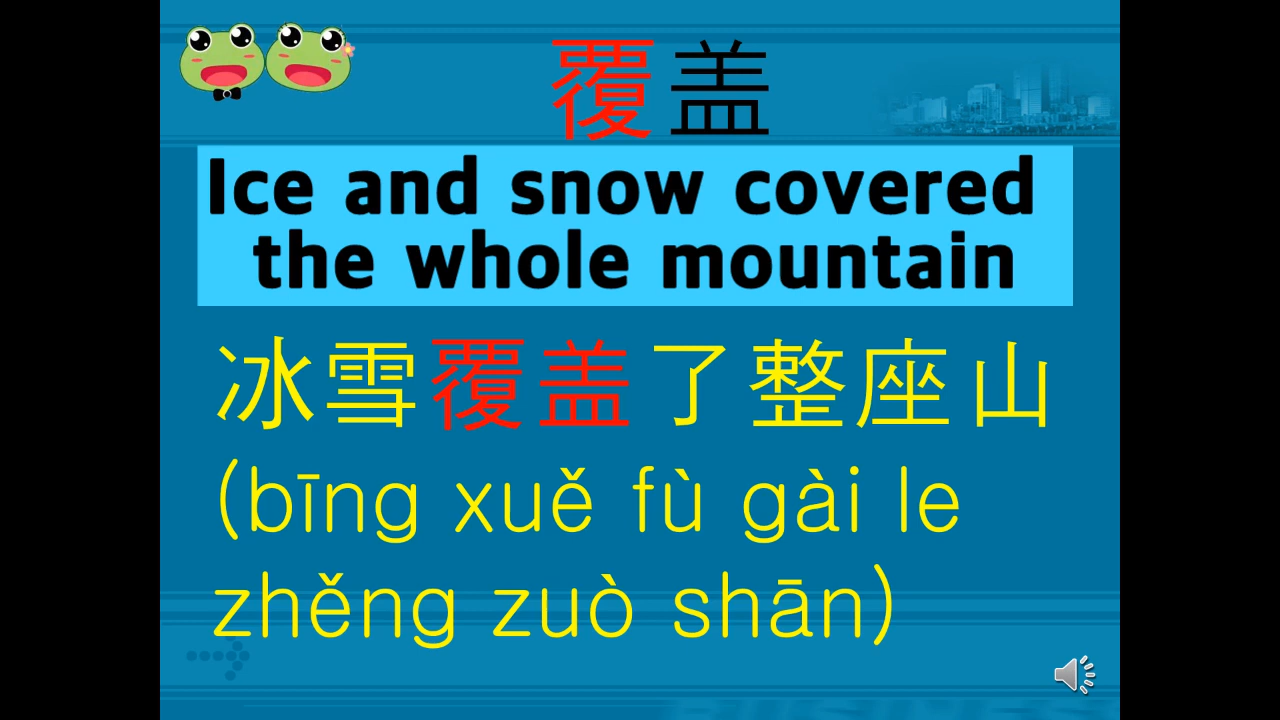 覆盖
Ice and snow covered
the whole mountain
冰雪覆盖了整座山
(bīng xuě fù gài le
zhěng zuò shān)